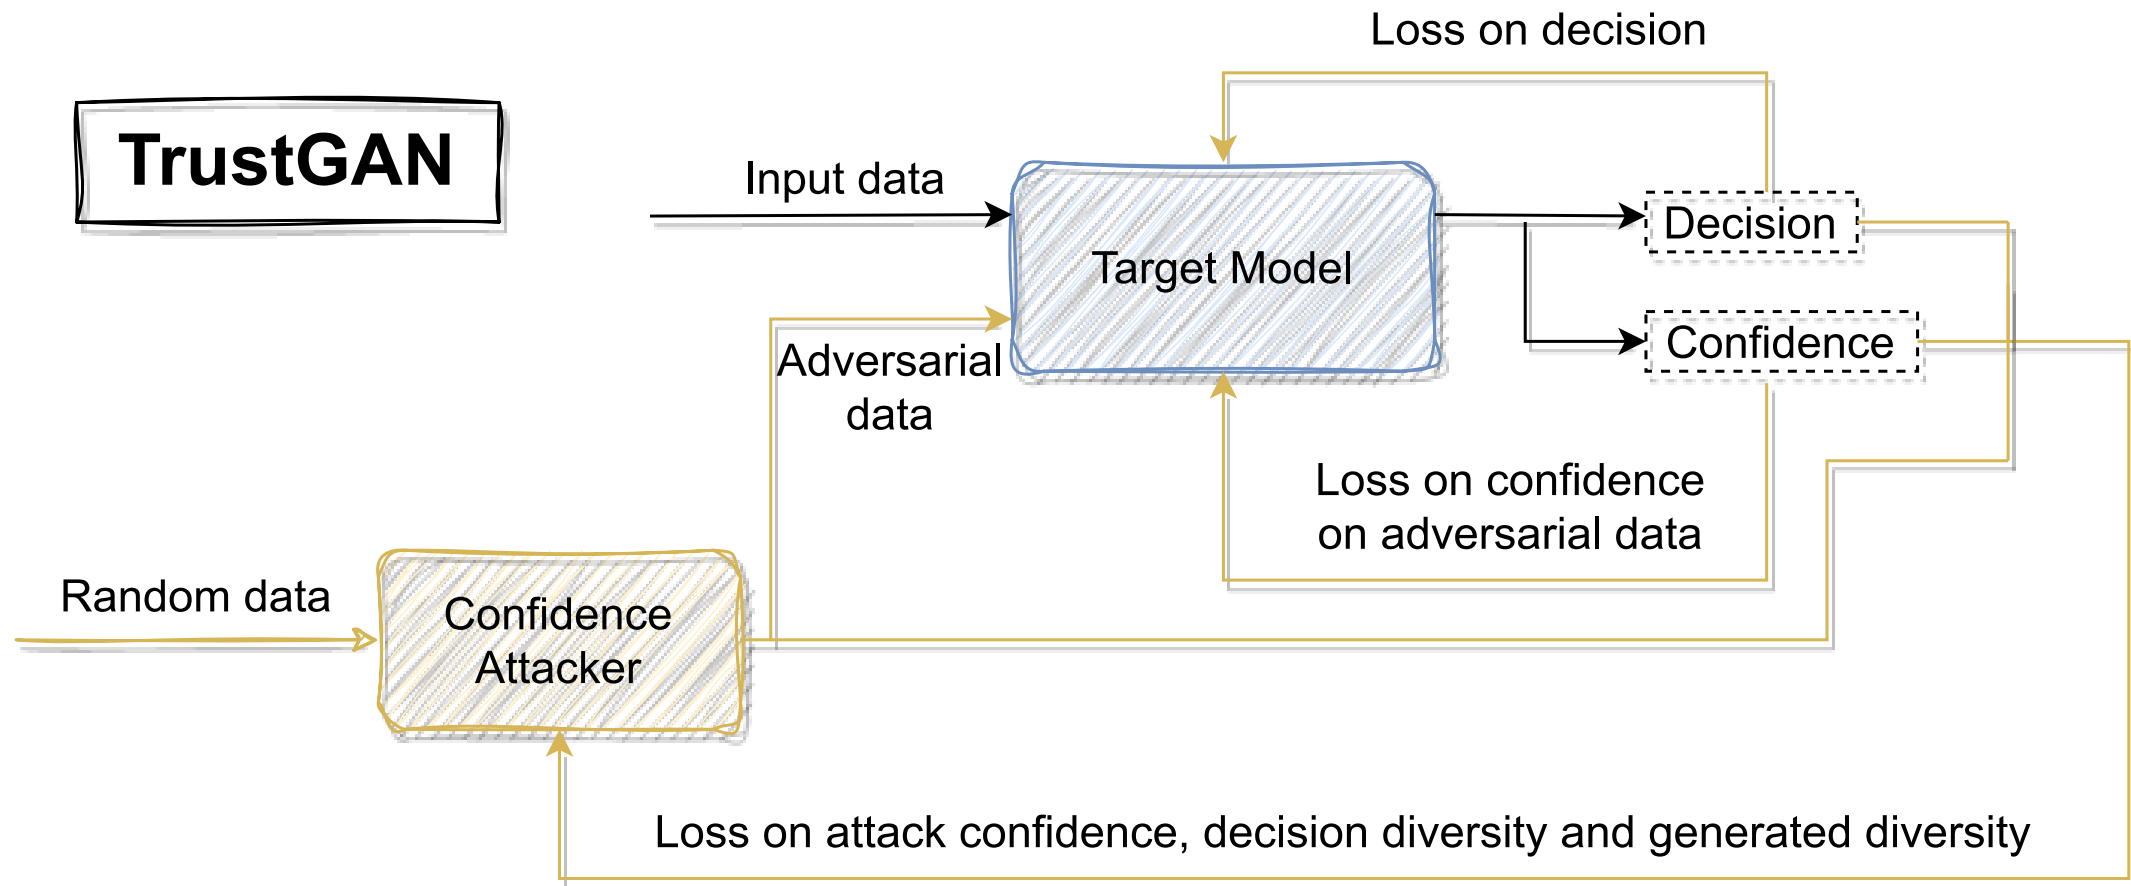 Loss on decision
TrustGAN
Input data
Decision
Target Model
Confidence
Adversarial
data
Loss on confidence
on adversarial data
Random data
Confidence
Attacker
Loss on attack confidence, decision diversity and generated diversity